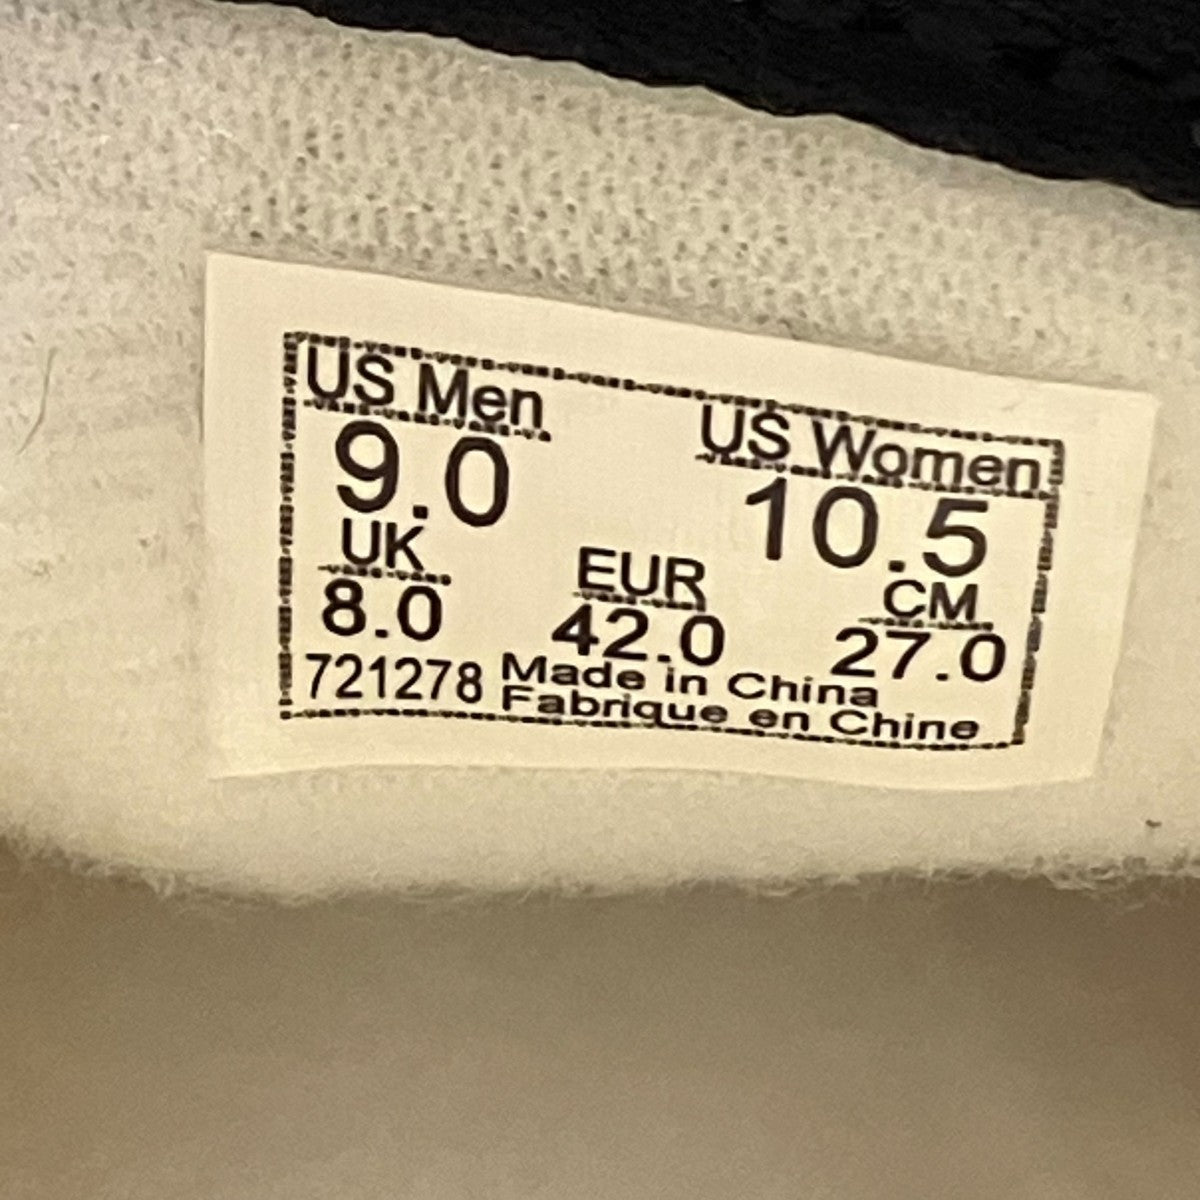 US Men US Women
9.0 10.5
UK EUR CM
8.0 42.0 27.0
721278 Made in China
Fabrique en Chine